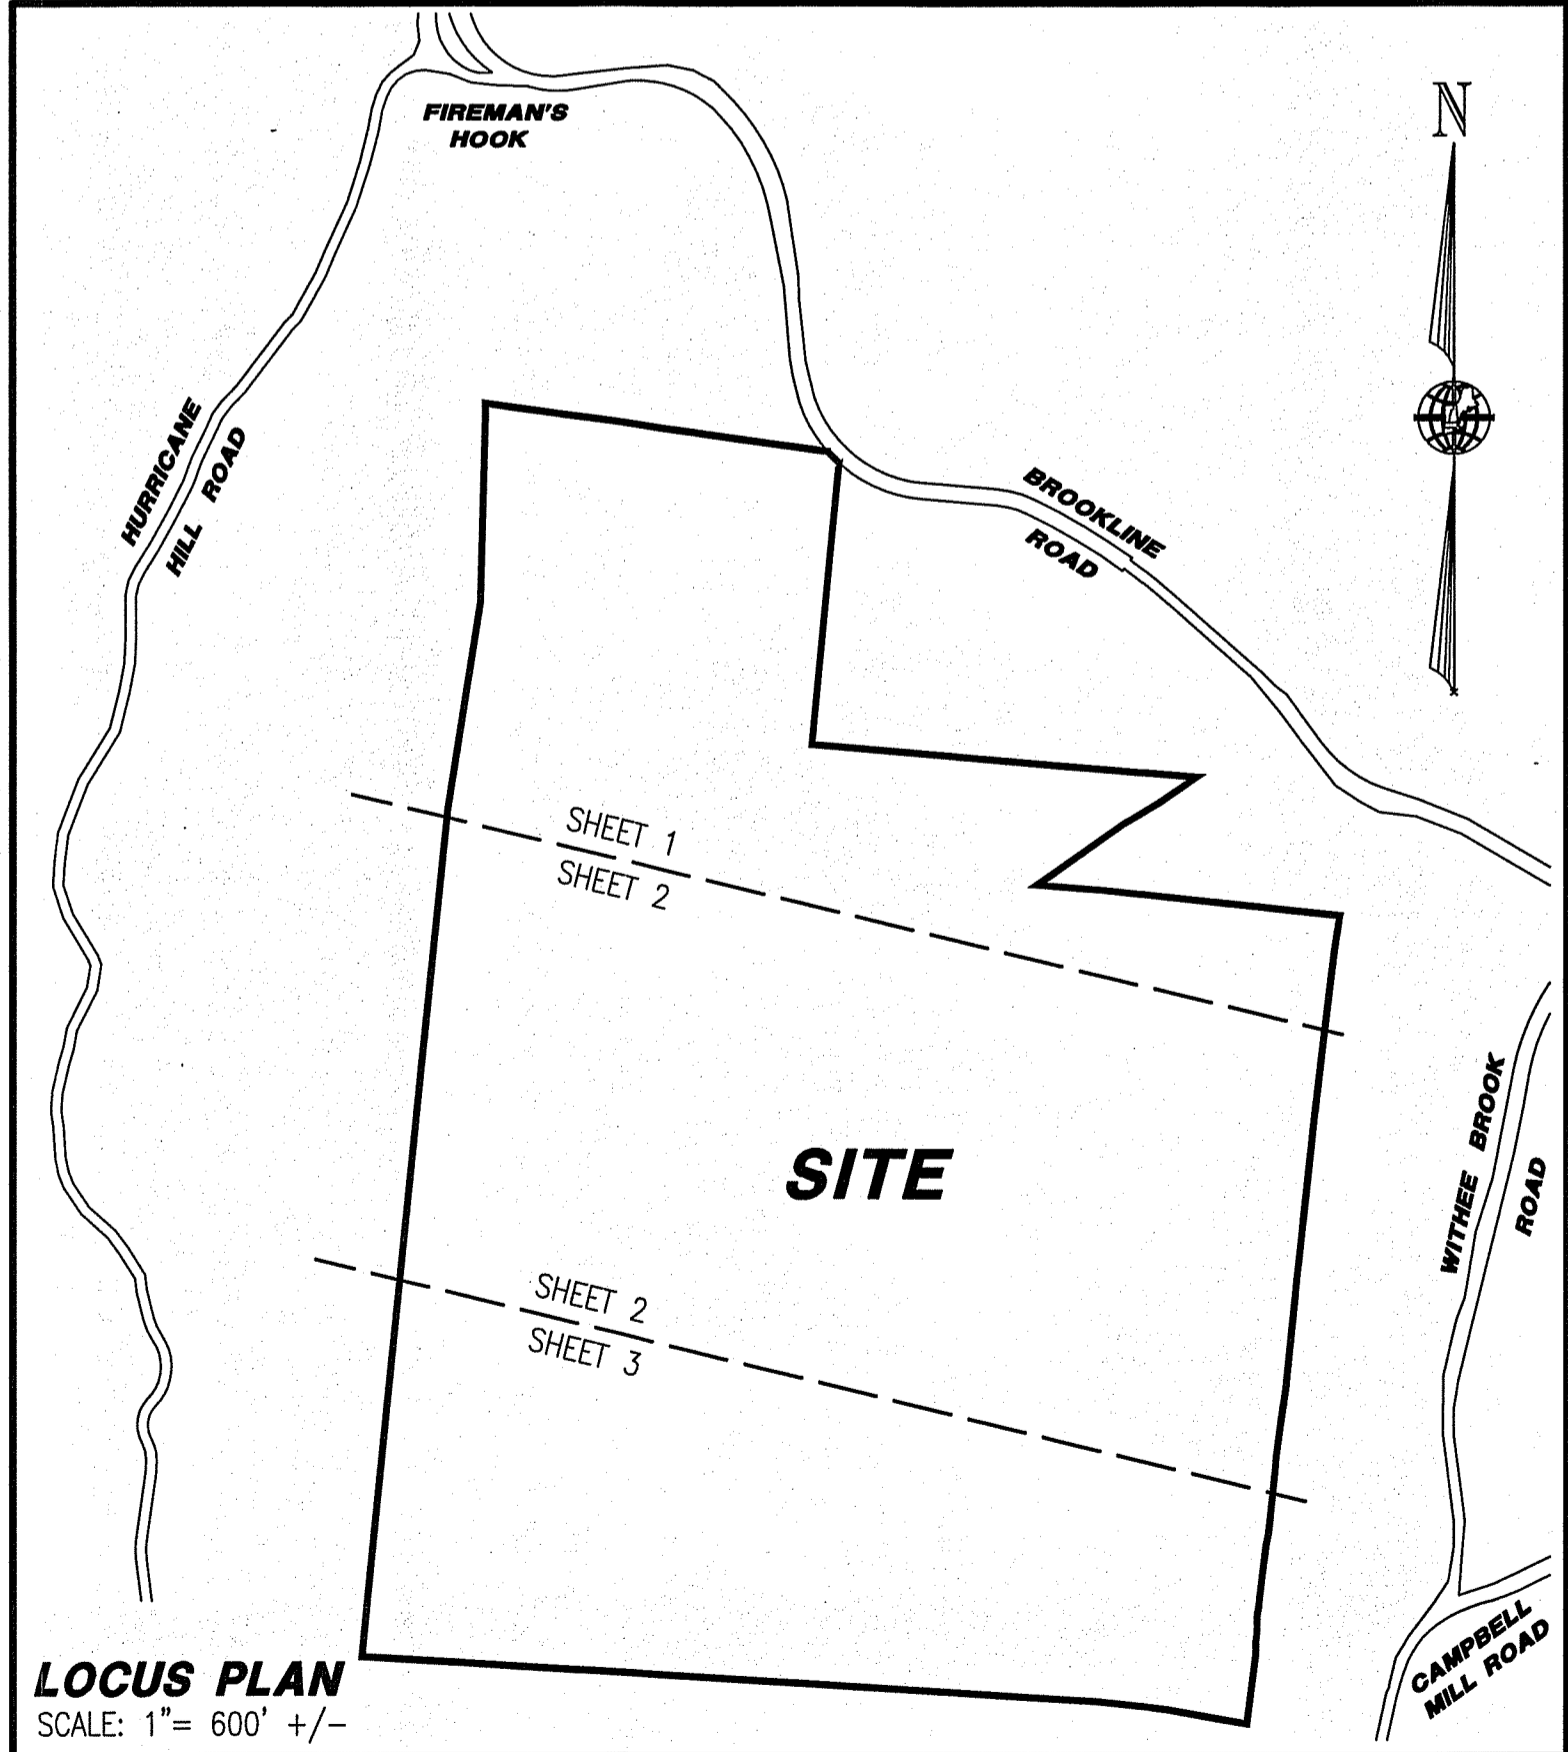 FIREMAN'S
HOOK
N
HURRICANE
HILL ROAD
BROOKLINE
ROAD
SHEET 1
SHEET 2
SITE
WITHEE BROOK
ROAD
SHEET 2
SHEET 3
CAMPBELL
MILL ROAD
LOCUS PLAN
SCALE: 1"= 600' +/-